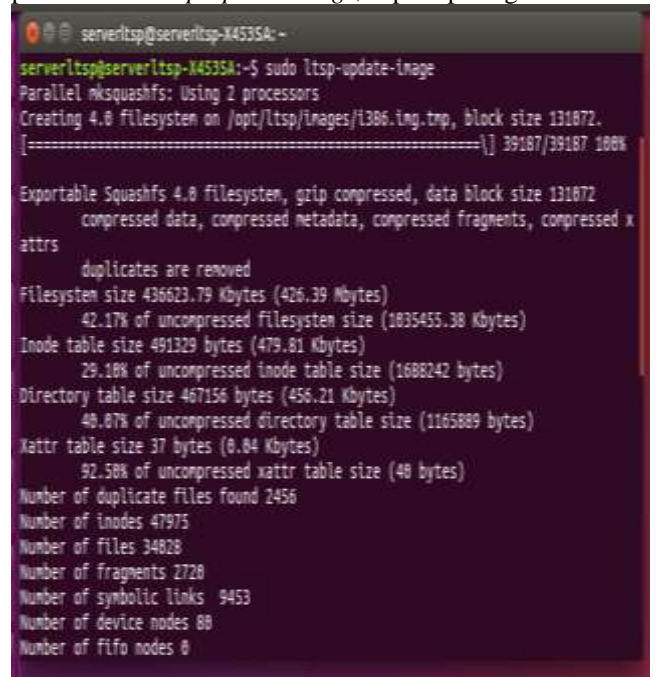 serverltsp@serverltsp-X453SA: ~
serverltsp@serverltsp-X453SA:~$ sudo ltsp-update-image
Parallel mksquashfs: Using 2 processors
Creating 4.0 filesystem on /opt/ltsp/images/i386.img.tmp, block size 131072.
[=====================================================\] 39187/39187 100%
Exportable Squashfs 4.0 filesystem, gzip compressed, data block size 131072
compressed data, compressed metadata, compressed fragments, compressed x
attrs
duplicates are removed
Filesystem size 436623.79 Kbytes (426.39 Mbytes)
42.17% of uncompressed filesystem size (1035455.38 Kbytes)
Inode table size 491329 bytes (479.81 Kbytes)
29.10% of uncompressed inode table size (1688242 bytes)
Directory table size 467156 bytes (456.21 Kbytes)
40.07% of uncompressed directory table size (1165889 bytes)
Xattr table size 37 bytes (0.04 Kbytes)
92.50% of uncompressed xattr table size (40 bytes)
Number of duplicate files found 2456
Number of inodes 47975
Number of files 34028
Number of fragments 2720
Number of symbolic links 9453
Number of device nodes 80
Number of fifo nodes 0